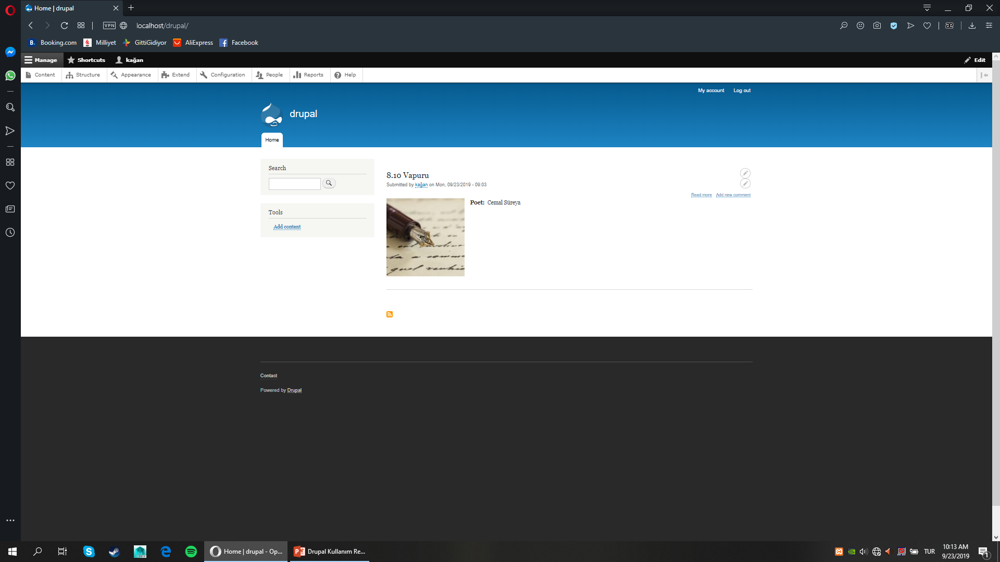 Home | drupal
VPN
localhost/drupal/
B. Booking.com Milliyet GittiGidiyor AliExpress Facebook
Manage Shortcuts kağan Edit
Content Structure Appearance Extend Configuration People Reports Help
My account Log out
drupal
Home
Search
8.10 Vapuru
Submitted by kağan on Mon, 09/23/2019 - 09:03
Read more Add new comment
Poet: Cemal Süreya
Tools
Add content
Contact
Powered by Drupal
Home | drupal - Op...
Drupal Kullanım Re...
TUR
10:13 AM
9/23/2019
1